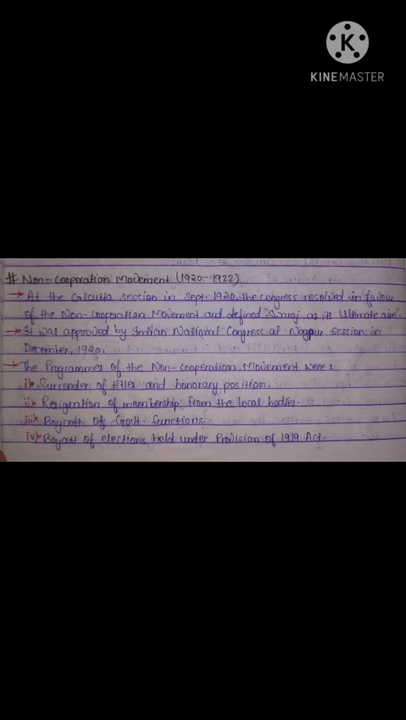 K
KINEMASTER
# Non-Cooperation Movement (1920-1922)
→ At the Calcutta session in Sept. 1920, the Congress resolved in favour
of the Non-Cooperation Movement and defined Swaraj as its Ultimate aim.
→ It was approved by Indian National Congress at Nagpur session in
December, 1920.
→ The Programmes of the Non-Cooperation Movement were:
i> Surrender of titles and honorary position.
ii> Resignation of membership from the local bodies.
iii> Boycott of Govt functions
iv> Boycott of elections held under Provision of 1919 Act.